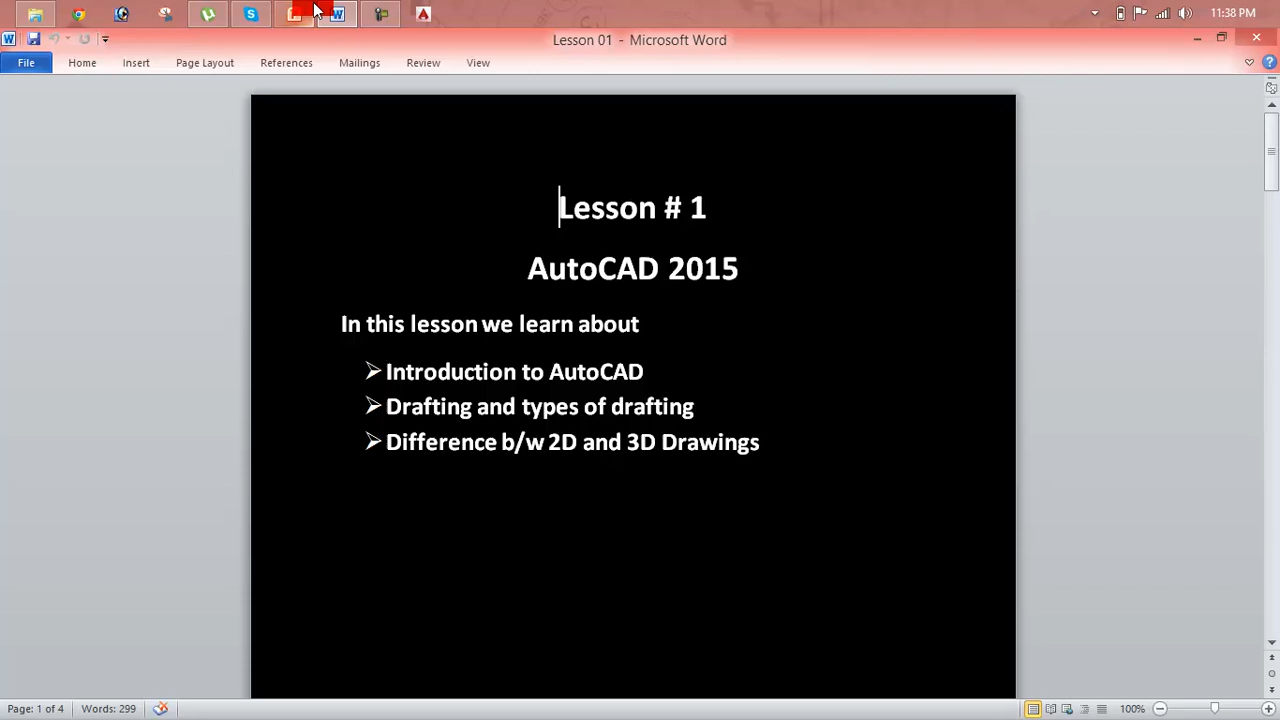 11:38 PM
Lesson 01 - Microsoft Word
File Home Insert Page Layout References Mailings Review View
Lesson # 1
AutoCAD 2015
In this lesson we learn about
Introduction to AutoCAD
Drafting and types of drafting
Difference b/w 2D and 3D Drawings
Page: 1 of 4 Words: 299 100%